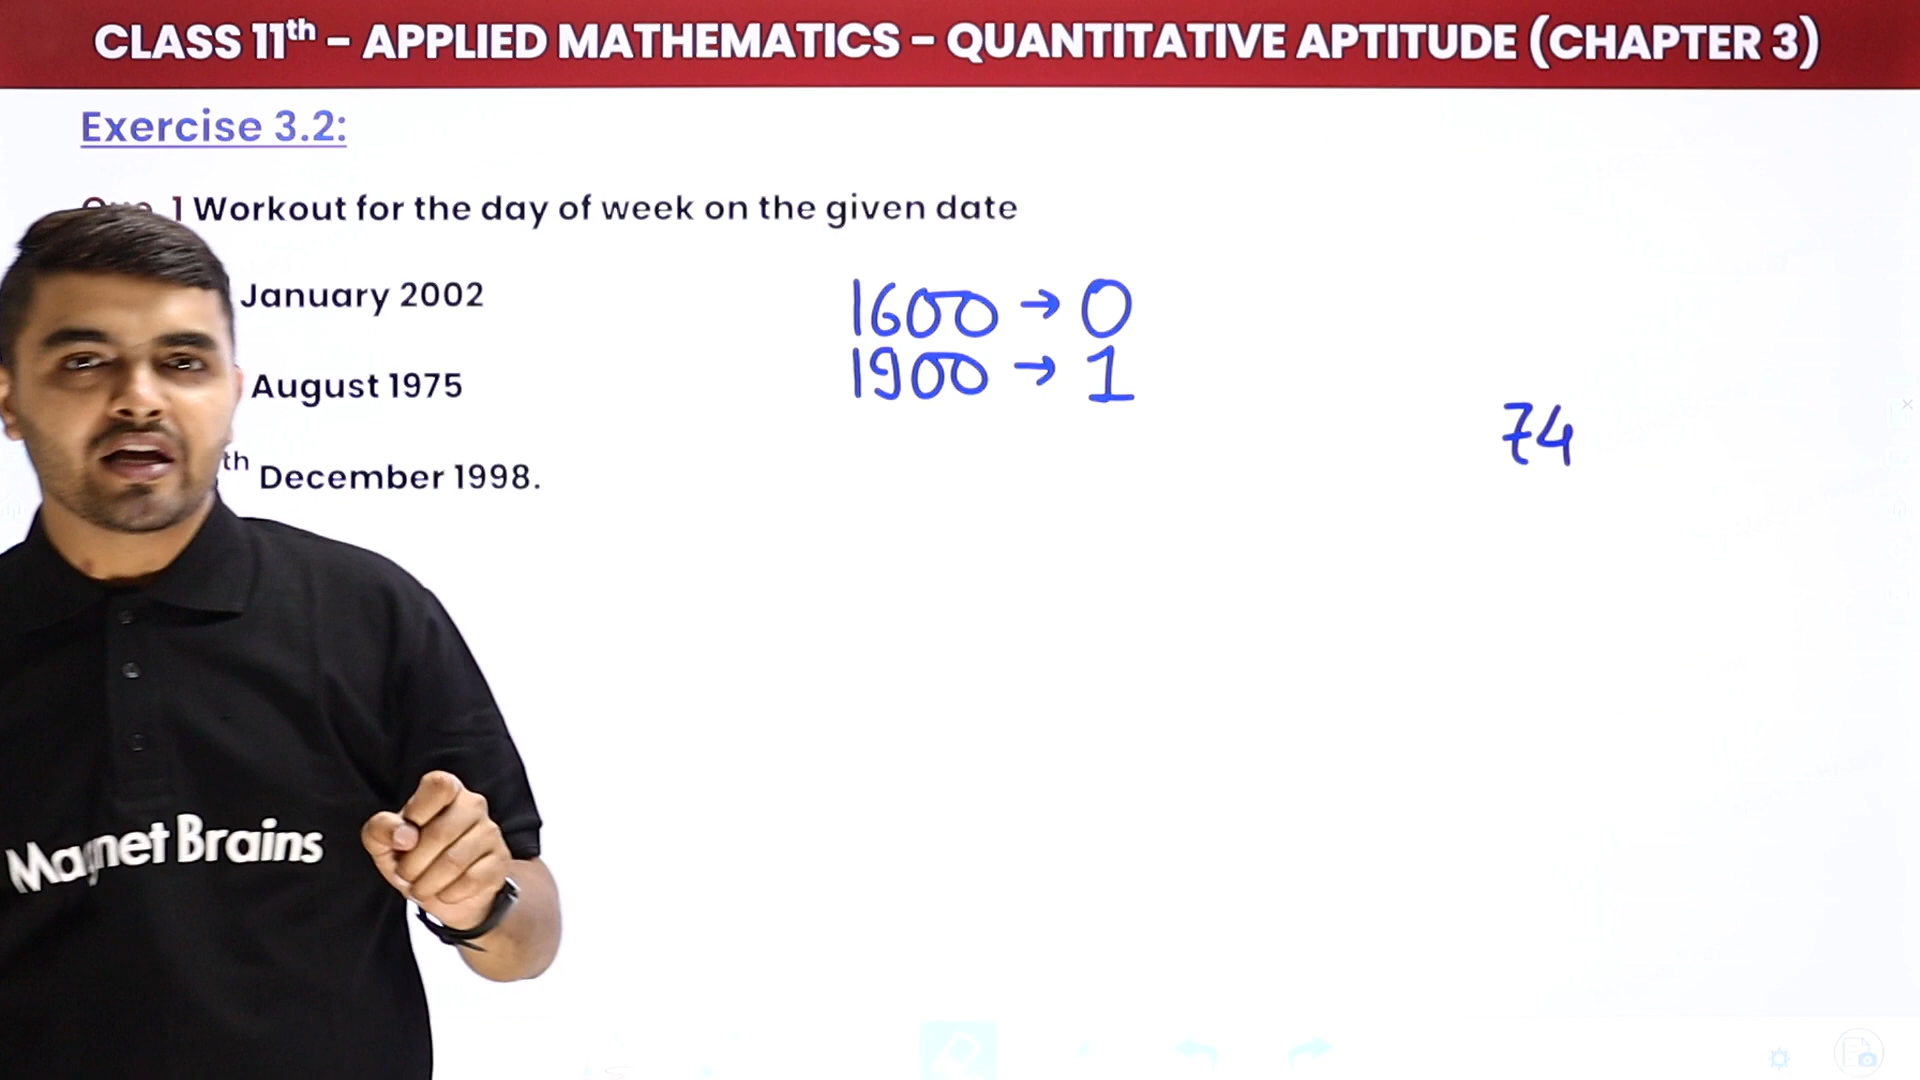 CLASS 11th - APPLIED MATHEMATICS - QUANTITATIVE APTITUDE (CHAPTER 3)
Exercise 3.2:
1 Workout for the day of week on the given date
January 2002
1600 → 0
August 1975
1900 → 1
74
th December 1998.
Magnet Brains